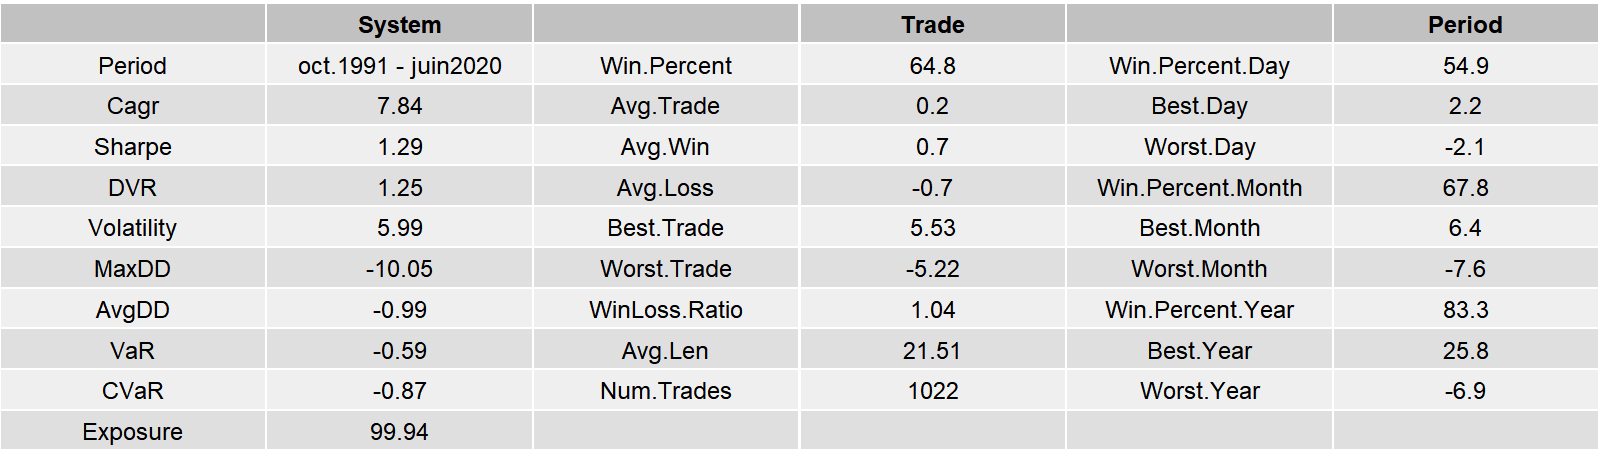 System Trade Period
Period oct.1991 - juin2020 Win.Percent 64.8 Win.Percent.Day 54.9
Cagr 7.84 Avg.Trade 0.2 Best.Day 2.2
Sharpe 1.29 Avg.Win 0.7 Worst.Day -2.1
DVR 1.25 Avg.Loss -0.7 Win.Percent.Month 67.8
Volatility 5.99 Best.Trade 5.53 Best.Month 6.4
MaxDD -10.05 Worst.Trade -5.22 Worst.Month -7.6
AvgDD -0.99 WinLoss.Ratio 1.04 Win.Percent.Year 83.3
VaR -0.59 Avg.Len 21.51 Best.Year 25.8
CVaR -0.87 Num.Trades 1022 Worst.Year -6.9
Exposure 99.94